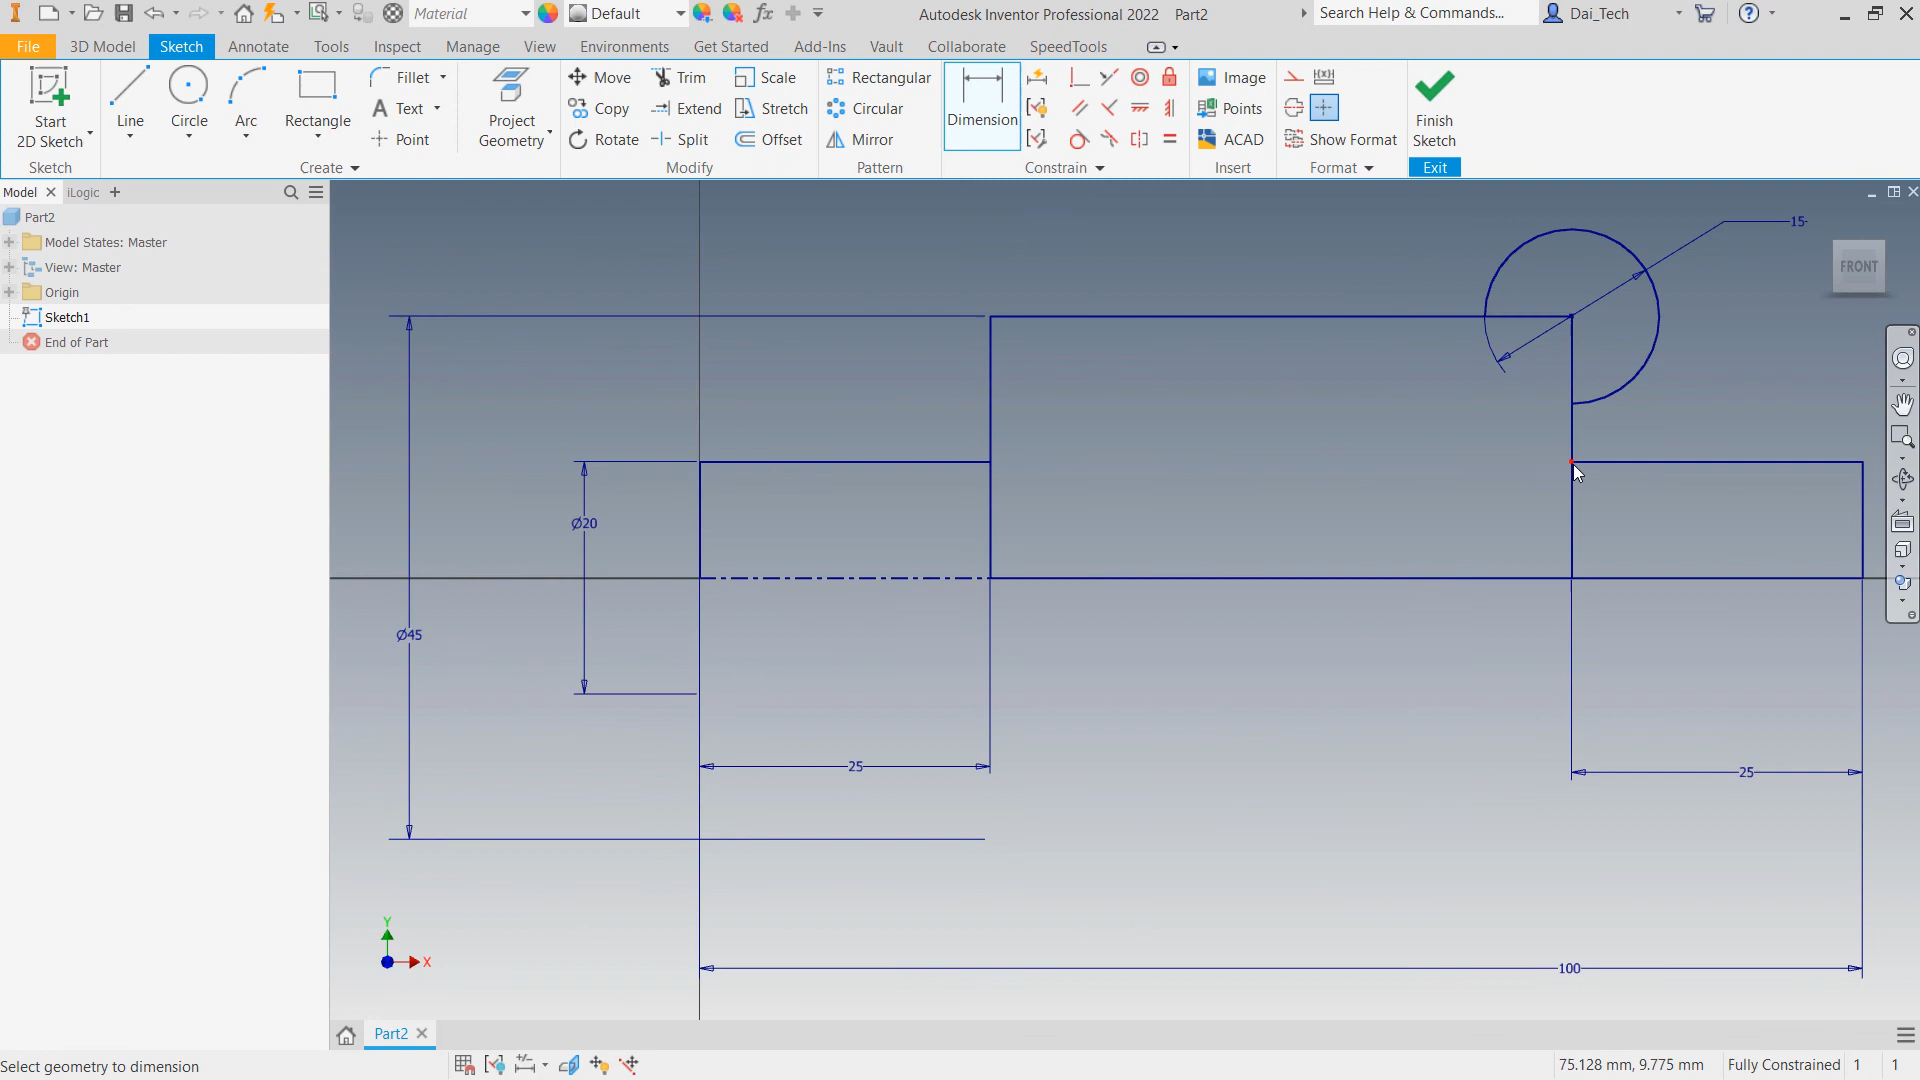 Material
Default
Autodesk Inventor Professional 2022 Part2
Search Help & Commands...
Dai_Tech
File 3D Model Sketch Annotate Tools Inspect Manage View Environments Get Started Add-Ins Vault Collaborate SpeedTools
Start
2D Sketch
Line
Circle
Arc
Rectangle
Fillet
Text
Point
Project
Geometry
Move
Copy
Rotate
Trim
Extend
Split
Scale
Stretch
Offset
Rectangular
Circular
Mirror
Dimension
Image
Points
ACAD
Show Format
Finish
Sketch
Sketch Create Modify Pattern Constrain Insert Format Exit
Model iLogic
Part2
Model States: Master
View: Master
Origin
Sketch1
End of Part
15
FRONT
Ø20
Ø45
25
25
100
Y
X
Part2
Select geometry to dimension
75.128 mm, 9.775 mm Fully Constrained 1 1